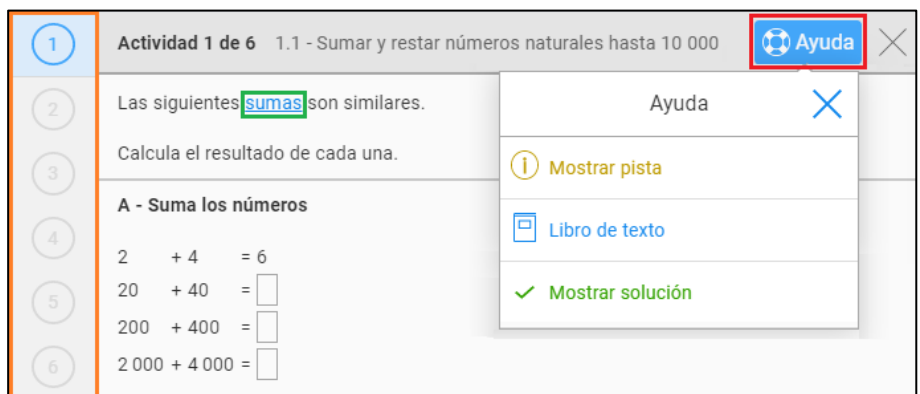 1
Actividad 1 de 6 1.1 - Sumar y restar números naturales hasta 10 000
Ayuda
2
Las siguientes sumas son similares.
Ayuda
3
Calcula el resultado de cada una.
Mostrar pista
A - Suma los números
4
Libro de texto
2 + 4 = 6
5
20 + 40 =
Mostrar solución
200 + 400 =
6
2 000 + 4 000 =